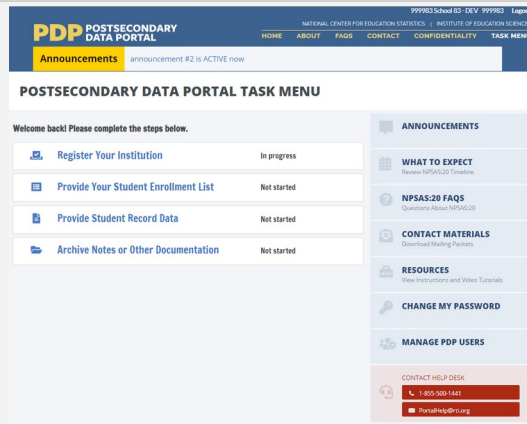 999983 School 83 - DEV 999983 Logou
PDP POSTSECONDARY DATA PORTAL
NATIONAL CENTER FOR EDUCATION STATISTICS | INSTITUTE OF EDUCATION SCIENCE
HOME ABOUT FAQS CONTACT CONFIDENTIALITY TASK MEN
Announcements announcement #2 is ACTIVE now
POSTSECONDARY DATA PORTAL TASK MENU
Welcome back! Please complete the steps below.
Register Your Institution In progress
Provide Your Student Enrollment List Not started
Provide Student Record Data Not started
Archive Notes or Other Documentation Not started
ANNOUNCEMENTS
WHAT TO EXPECT
Review NPSAS:20 Timeline
NPSAS:20 FAQS
Questions About NPSAS:20
CONTACT MATERIALS
Download Mailing Packets
RESOURCES
View Instructions and Video Tutorials
CHANGE MY PASSWORD
MANAGE PDP USERS
CONTACT HELP DESK
1-855-500-1441
PortalHelp@rti.org